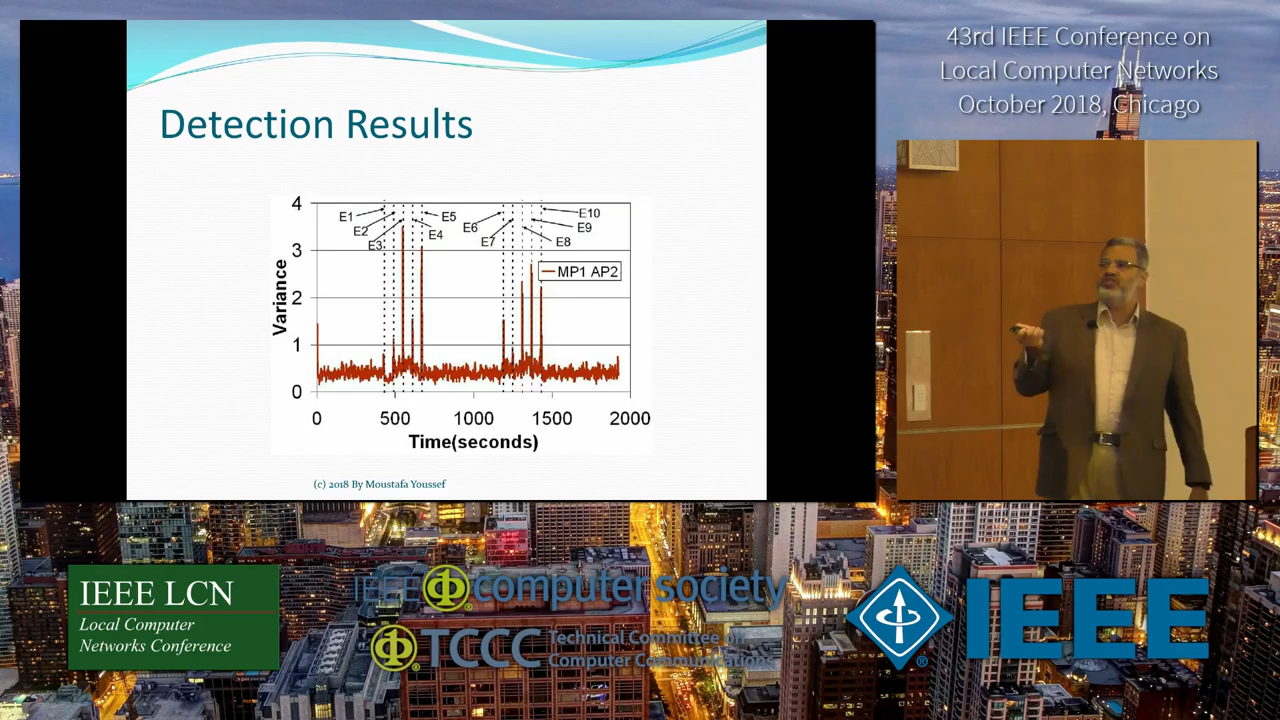 43rd IEEE Conference on
Local Computer Networks
October 2018, Chicago
Detection Results
4
3
2
1
0
Variance
E1
E2
E3
E4
E5
E6
E7
E8
E9
E10
MP1 AP2
0 500 1000 1500 2000
Time(seconds)
(c) 2018 By Moustafa Youssef
IEEE LCN
Local Computer
Networks Conference
IEEE computer society
TCCC Technical Committee on
Computer Communications
IEEE